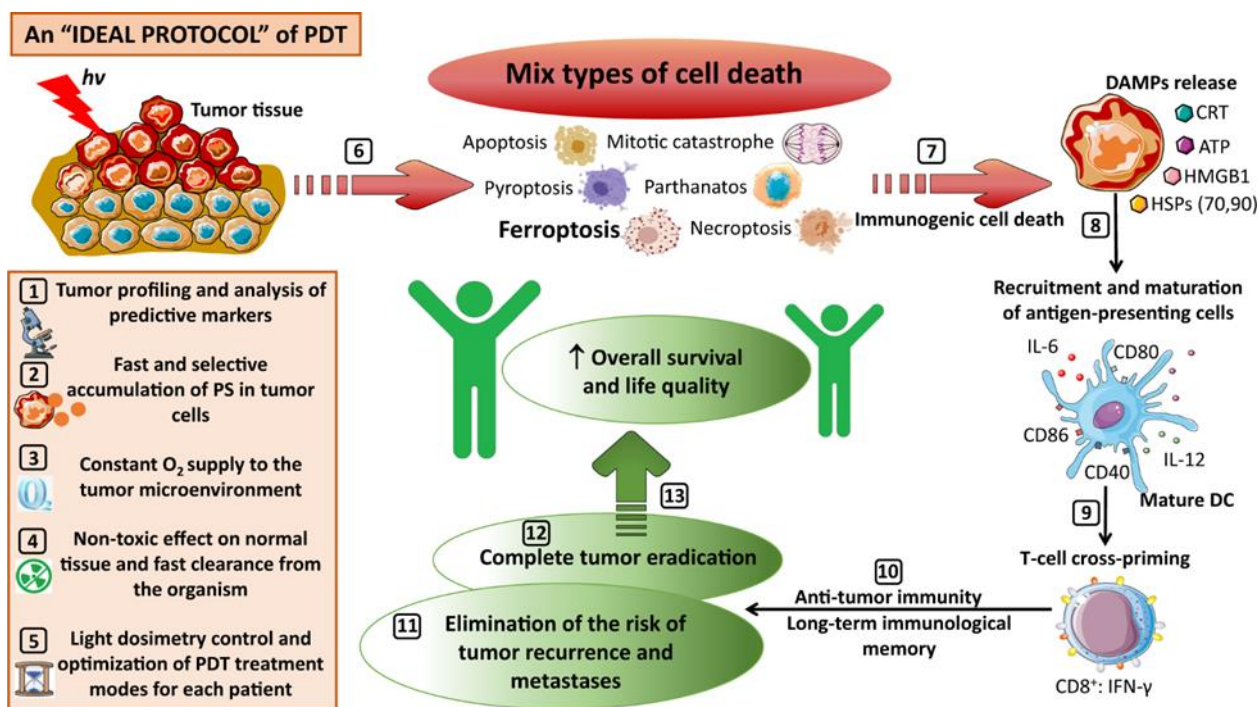 An “IDEAL PROTOCOL” of PDT
hv
Tumor tissue
6
Mix types of cell death
Apoptosis
Mitotic catastrophe
Pyroptosis
Parthanatos
Ferroptosis
Necroptosis
7
Immunogenic cell death
DAMPs release
CRT
ATP
HMGB1
HSPs (70,90)
8
Recruitment and maturation
of antigen-presenting cells
IL-6
CD80
CD86
CD40
IL-12
Mature DC
9
T-cell cross-priming
CD8⁺: IFN-γ
10
Anti-tumor immunity
Long-term immunological
memory
11
Elimination of the risk of
tumor recurrence and
metastases
12
Complete tumor eradication
13
↑ Overall survival
and life quality
1
Tumor profiling and analysis of
predictive markers
2
Fast and selective
accumulation of PS in tumor
cells
3
Constant O₂ supply to the
tumor microenvironment
O₂
4
Non-toxic effect on normal
tissue and fast clearance from
the organism
5
Light dosimetry control and
optimization of PDT treatment
modes for each patient